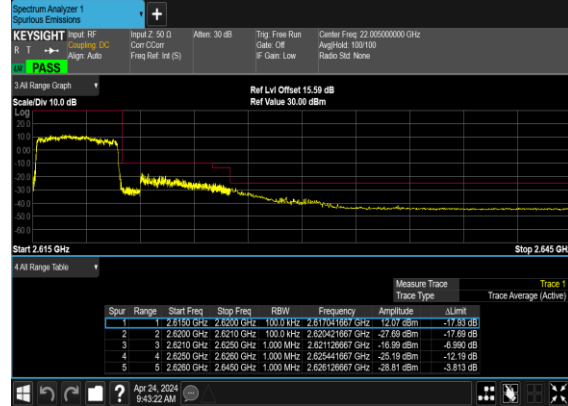 Spectrum Analyzer 1
Spurious Emissions
+
KEYSIGHT Input: RF Input Z: 50 Ω Atten: 30 dB Trig: Free Run Center Freq: 22.005000000 GHz
R T Coupling: DC Corr CCorr Gate: Off Avg|Hold: 100/100
Align: Auto Freq Ref: Int (S) IF Gain: Low Radio Std: None
PASS
3 All Range Graph
Ref Lvl Offset 15.59 dB
Scale/Div 10.0 dB Ref Value 30.00 dBm
Log
20.0
10.0
0.00
-10.0
-20.0
-30.0
-40.0
-50.0
-60.0
Start 2.615 GHz Stop 2.645 GHz
4 All Range Table
Measure Trace Trace 1
Trace Type Trace Average (Active)
Spur Range Start Freq Stop Freq RBW Frequency Amplitude ΔLimit
1 1 2.6150 GHz 2.6200 GHz 100.0 kHz 2.617041667 GHz 12.07 dBm -17.93 dB
2 2 2.6200 GHz 2.6210 GHz 100.0 kHz 2.620421667 GHz -27.69 dBm -17.69 dB
3 3 2.6210 GHz 2.6250 GHz 1.000 MHz 2.621126667 GHz -16.99 dBm -6.990 dB
4 4 2.6250 GHz 2.6260 GHz 1.000 MHz 2.625441667 GHz -25.19 dBm -12.19 dB
5 5 2.6260 GHz 2.6450 GHz 1.000 MHz 2.626126667 GHz -28.81 dBm -3.813 dB
? Apr 24, 2024
9:43:22 AM